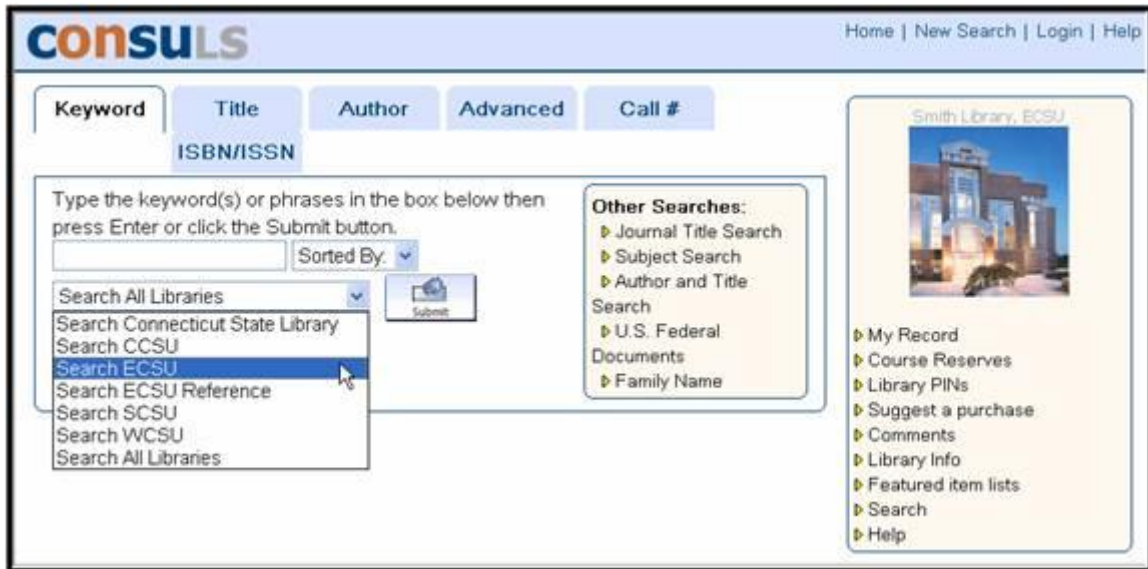 consuLS
Home | New Search | Login | Help
Keyword
Title
Author
Advanced
Call #
ISBN/ISSN
Type the keyword(s) or phrases in the box below then
press Enter or click the Submit button.
Sorted By:
Search All Libraries
Submit
Search Connecticut State Library
Search CCSU
Search ECSU
Search ECSU Reference
Search SCSU
Search WCSU
Search All Libraries
Other Searches:
Journal Title Search
Subject Search
Author and Title
Search
U.S. Federal
Documents
Family Name
Smith Library, ECSU
My Record
Course Reserves
Library PINs
Suggest a purchase
Comments
Library Info
Featured item lists
Search
Help